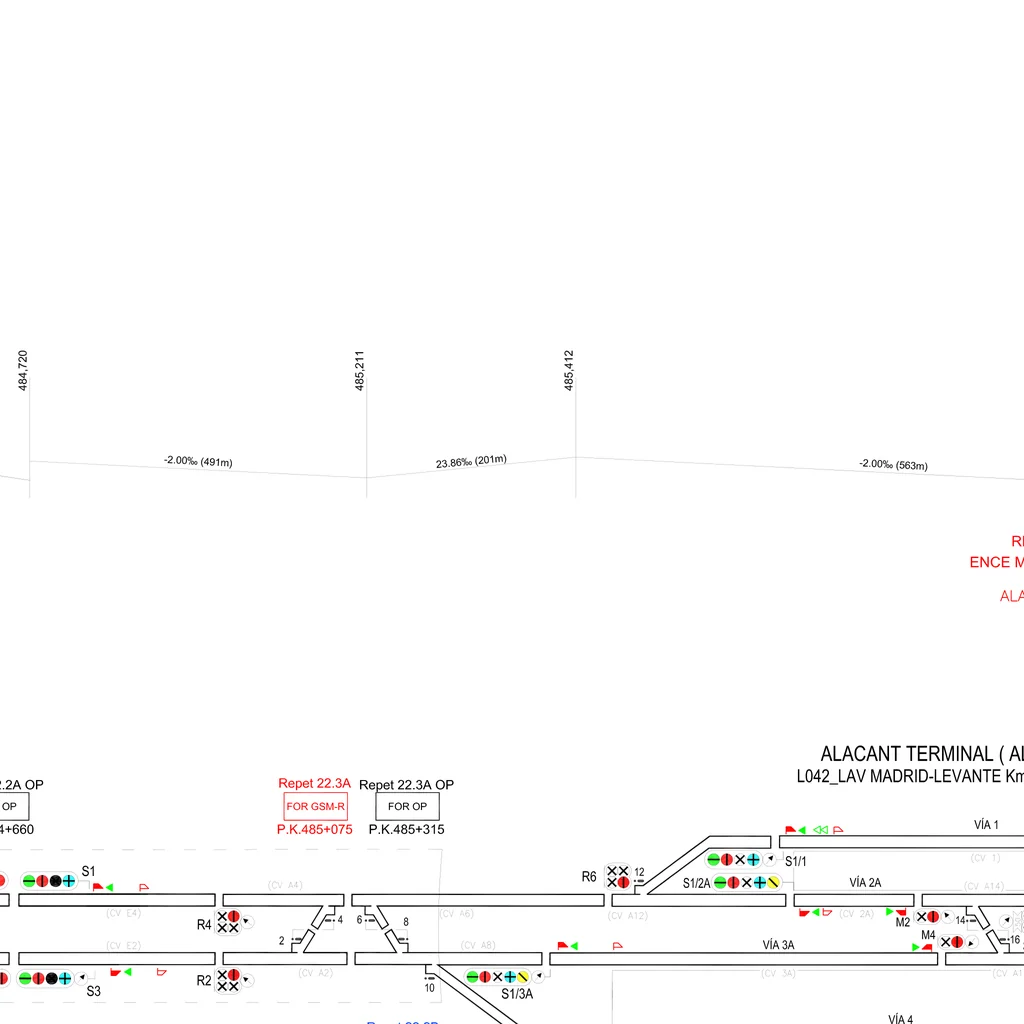 484,720
485,211
485,412
-2.00‰ (491m)
23.86‰ (201m)
-2.00‰ (563m)
ENCE M
ALA
ALACANT TERMINAL ( AL
L042_LAV MADRID-LEVANTE Km
.2A OP
Repet 22.3A
Repet 22.3A OP
OP
FOR GSM-R
FOR OP
4+660
P.K.485+075
P.K.485+315
VÍA 1
(CV 1)
S1/1
S1
R6
12
S1/2A
VÍA 2A
(CV A4)
(CV A14)
(CV E4)
(CV A6)
(CV A12)
(CV 2A)
R4
4
6
8
M2
14
2
M4
16
(CV E2)
(CV A8)
VÍA 3A
(CV A2)
(CV 3A)
(CV A1
S3
R2
10
S1/3A
VÍA 4